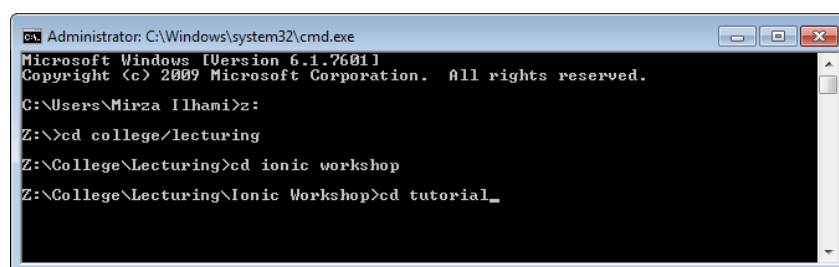 Administrator: C:\Windows\system32\cmd.exe
Microsoft Windows [Version 6.1.7601]
Copyright (c) 2009 Microsoft Corporation.  All rights reserved.
C:\Users\Mirza Ilhami>z:
Z:\>cd college/lecturing
Z:\College\Lecturing>cd ionic workshop
Z:\College\Lecturing\Ionic Workshop>cd tutorial_